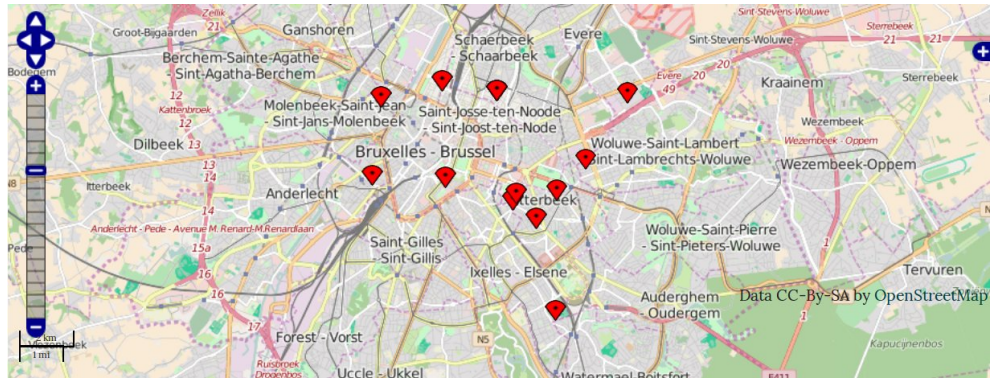 Zellik
21
Groot-Bijgaarden
Ganshoren
Schaerbeek
- Schaarbeek
Evere
Sint-Stevens-Woluwe
Sterrebeek
21
21
Sint-Stevens-Woluwe
Berchem-Sainte-Agathe
- Sint-Agatha-Berchem
Bodegem
Evere
20
20
49
Kraainem
Sterrebeek
12
Kattenbroek
12
Molenbeek-Saint-Jean
- Sint-Jans-Molenbeek
Saint-Josse-ten-Noode
- Sint-Joost-ten-Node
Wezembeek
13
Dilbeek
13
Bruxelles - Brussel
Woluwe-Saint-Lambert
Sint-Lambrechts-Woluwe
Wezembeek - Oppem
Wezembeek-Oppem
14
Itterbeek
Anderlecht
tterbeek
14
Anderlecht - Pede - Avenue M. Renard-M.Renardlaan
Pede
15a
Saint-Gilles
- Sint-Gillis
Woluwe-Saint-Pierre
- Sint-Pieters-Woluwe
1
16
Ixelles - Elsene
Tervuren
16
Auderghem
- Oudergem
Data CC-By-SA by OpenStreetMap
1
17
km
1 mi
Forest - Vorst
N5
Kapucijnenbos
Ruisbroek
Drogenbos
Uccle - Ukkel
Watermael-Boitsfort
E411